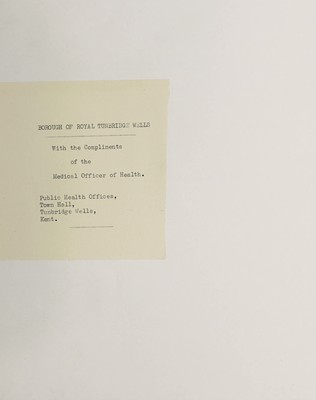 BOROUGH OF ROYAL TUNBRIDGE WELLS
With the Compliments
of the
Medical Officer of Health.
Public Health Offices,
Town Hall,
Tunbridge Wells,
Kent.